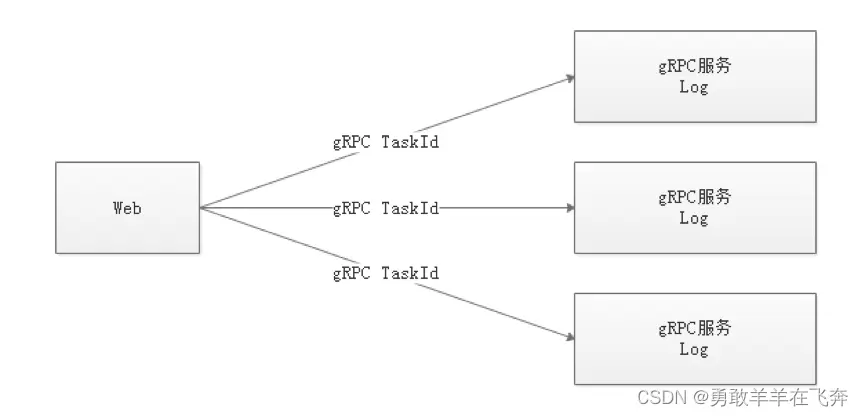 gRPC服务
Log
gRPC TaskId
Web
gRPC TaskId
gRPC服务
Log
gRPC TaskId
gRPC服务
Log
CSDN @勇敢羊羊在飞奔